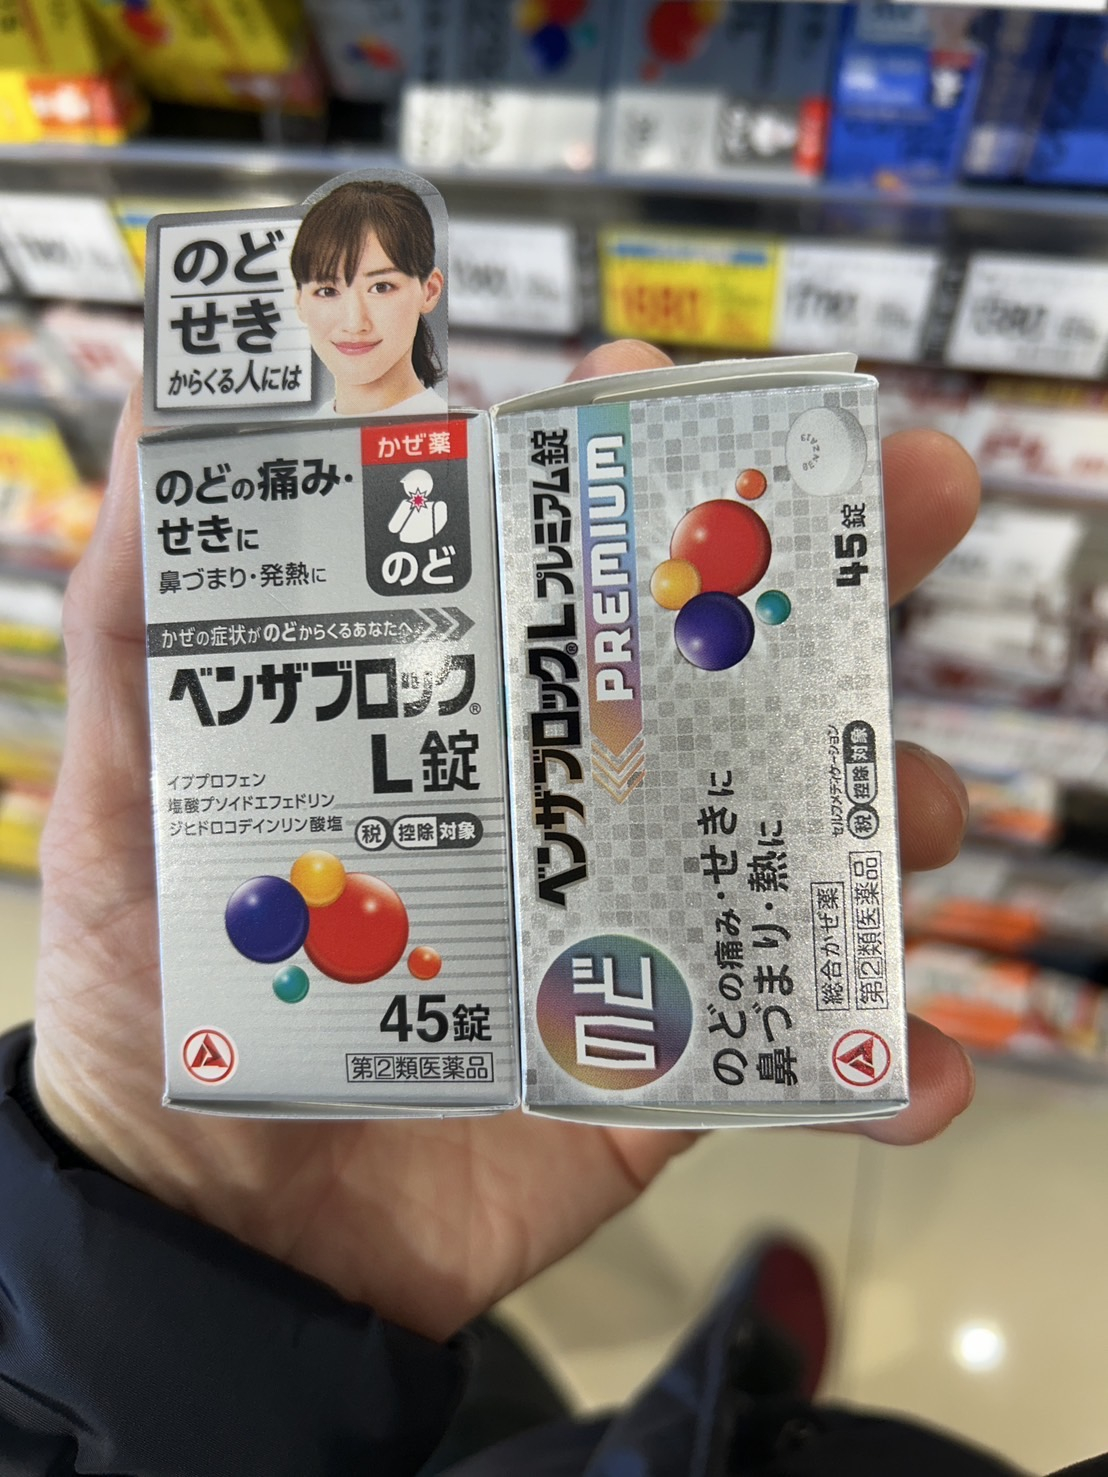 のど
せき
からくる人には
のどの痛み・
せきに
鼻づまり・発熱に
かぜ薬
のど
かぜの症状がのどからくるあなたへ
ベンザブロック®
L錠
イブプロフェン
塩酸プソイドエフェドリン
ジヒドロコデインリン酸塩
税 控除 対象
45錠
第②類医薬品
ベンザブロック®Lプレミアム錠
PREMIUM
のど
のどの痛み・せきに
鼻づまり・熱に
45錠
セルフメディケーション
税 控除 対象
総合かぜ薬
第②類医薬品